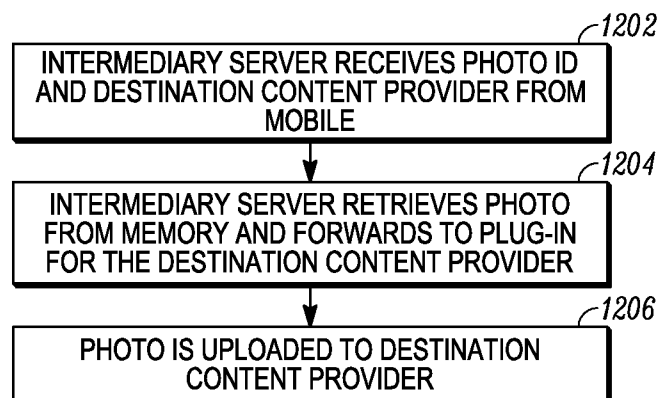 1202
INTERMEDIARY SERVER RECEIVES PHOTO ID
AND DESTINATION CONTENT PROVIDER FROM
MOBILE
1204
INTERMEDIARY SERVER RETRIEVES PHOTO
FROM MEMORY AND FORWARDS TO PLUG-IN
FOR THE DESTINATION CONTENT PROVIDER
1206
PHOTO IS UPLOADED TO DESTINATION
CONTENT PROVIDER